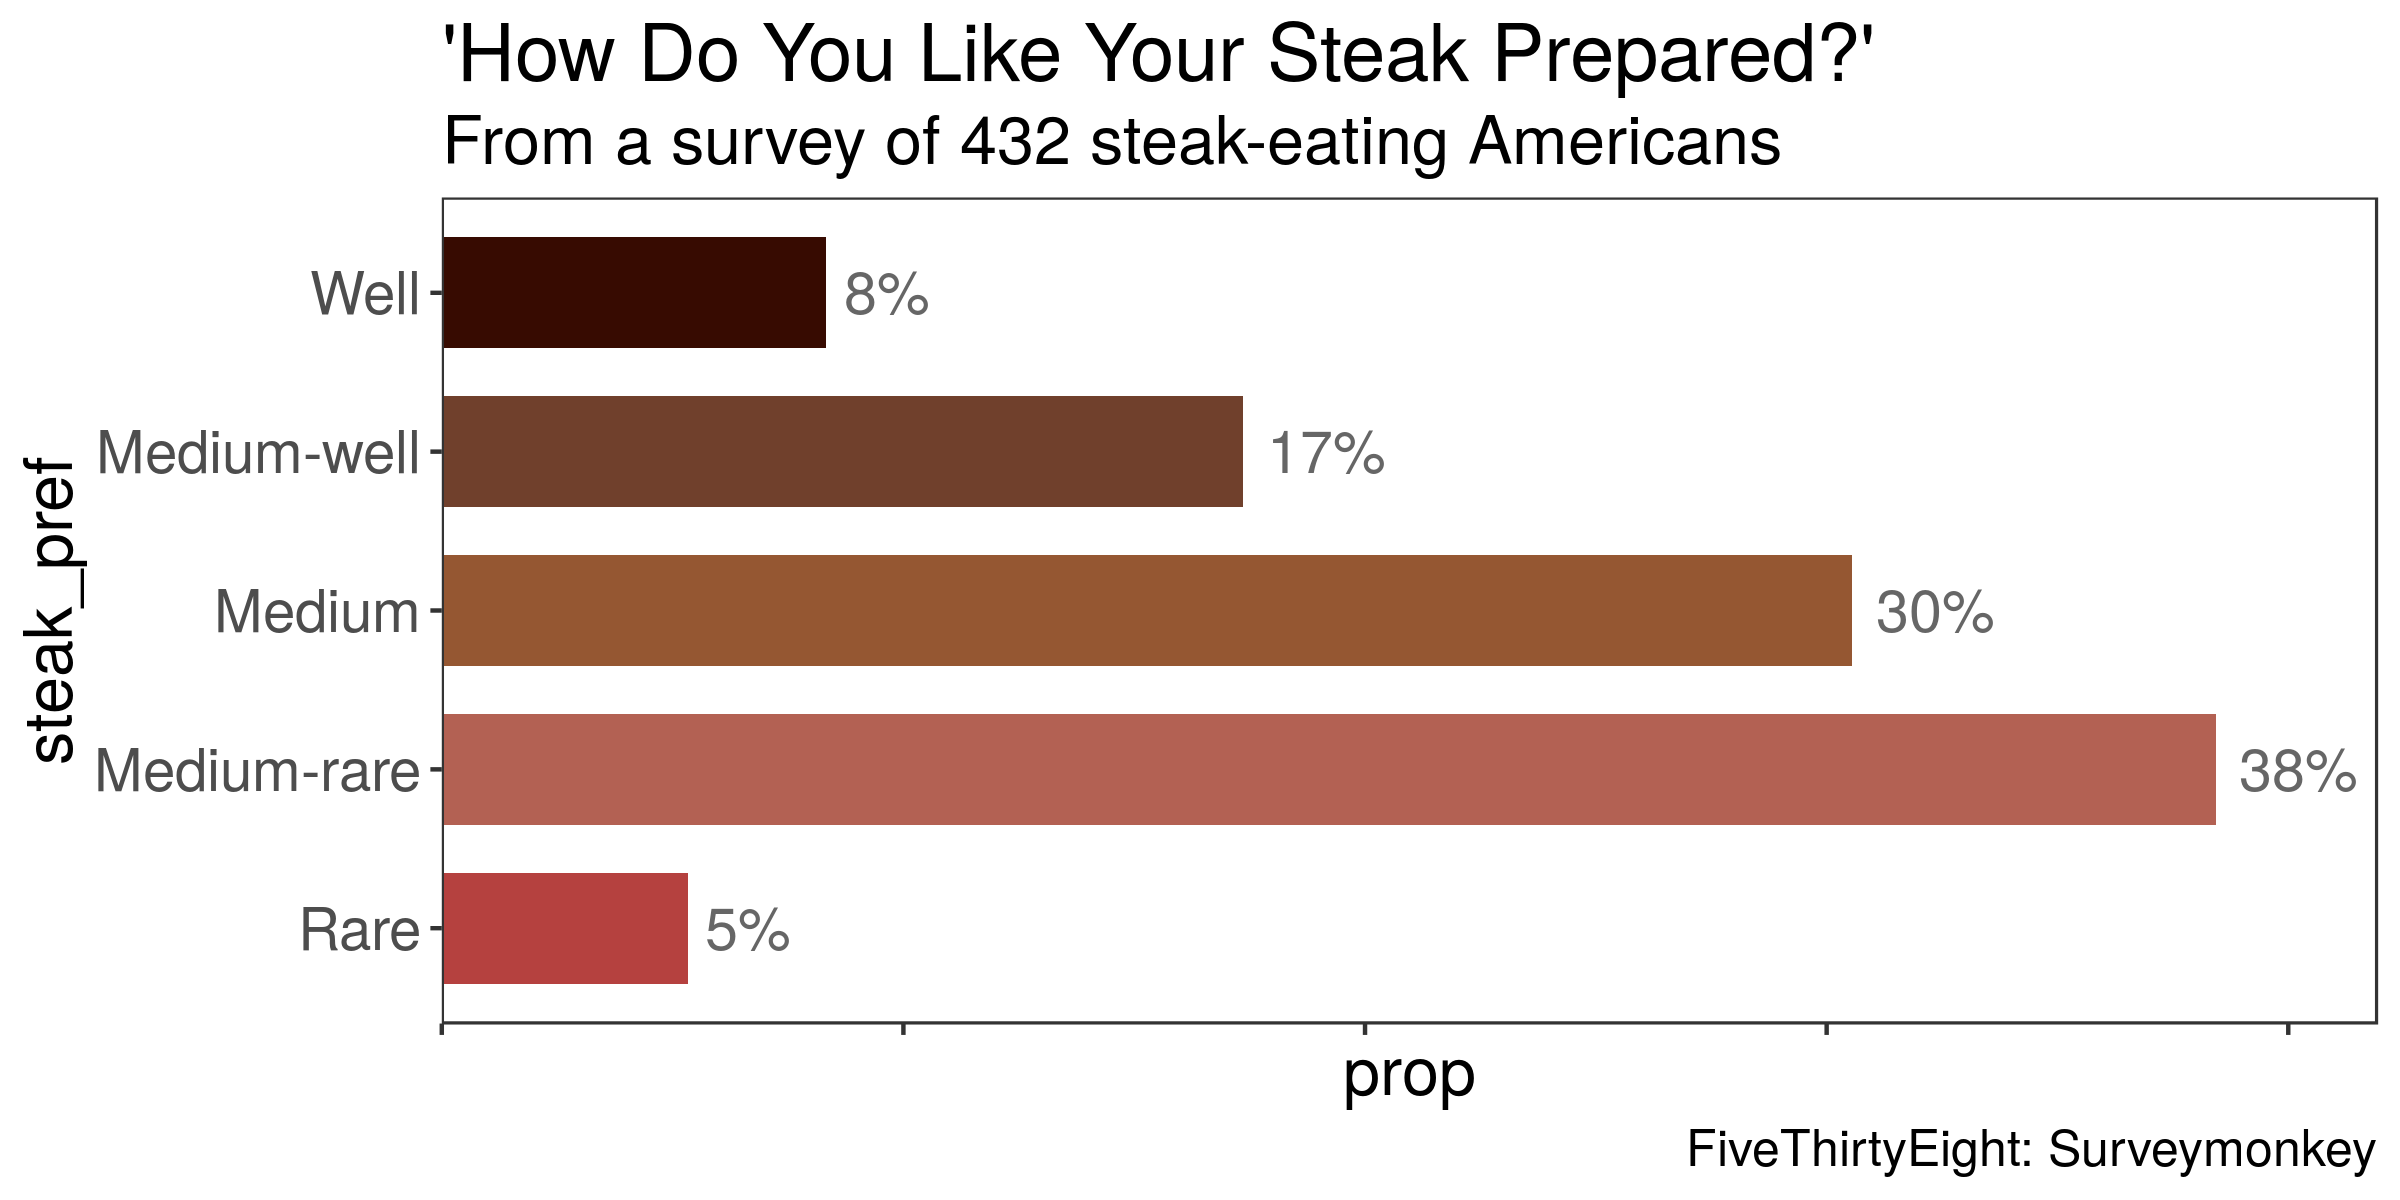 'How Do You Like Your Steak Prepared?'
From a survey of 432 steak-eating Americans
steak_pref
Well
8%
Medium-well
17%
Medium
30%
Medium-rare
38%
Rare
5%
prop
FiveThirtyEight: Surveymonkey